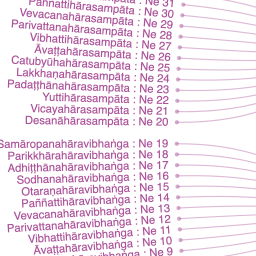 Paññattihārasampāta : Ne 31
Vevacanahārasampāta : Ne 30
Parivattanahārasampāta : Ne 29
Vibhattihārasampāta : Ne 28
Āvaṭṭahārasampāta : Ne 27
Catubyūhahārasampāta : Ne 26
Lakkhaṇahārasampāta : Ne 25
Padaṭṭhānahārasampāta : Ne 24
Yuttihārasampāta : Ne 23
Vicayahārasampāta : Ne 22
Desanāhārasampāta : Ne 21
Ne 20
Samāropanahāravibhaṅga : Ne 19
Parikkhārahāravibhaṅga : Ne 18
Adhiṭṭhānahāravibhaṅga : Ne 17
Sodhanahāravibhaṅga : Ne 16
Otaraṇahāravibhaṅga : Ne 15
Paññattihāravibhaṅga : Ne 14
Vevacanahāravibhaṅga : Ne 13
Parivattanahāravibhaṅga : Ne 12
Vibhattihāravibhaṅga : Ne 11
Āvaṭṭahāravibhaṅga : Ne 10
Ne 9